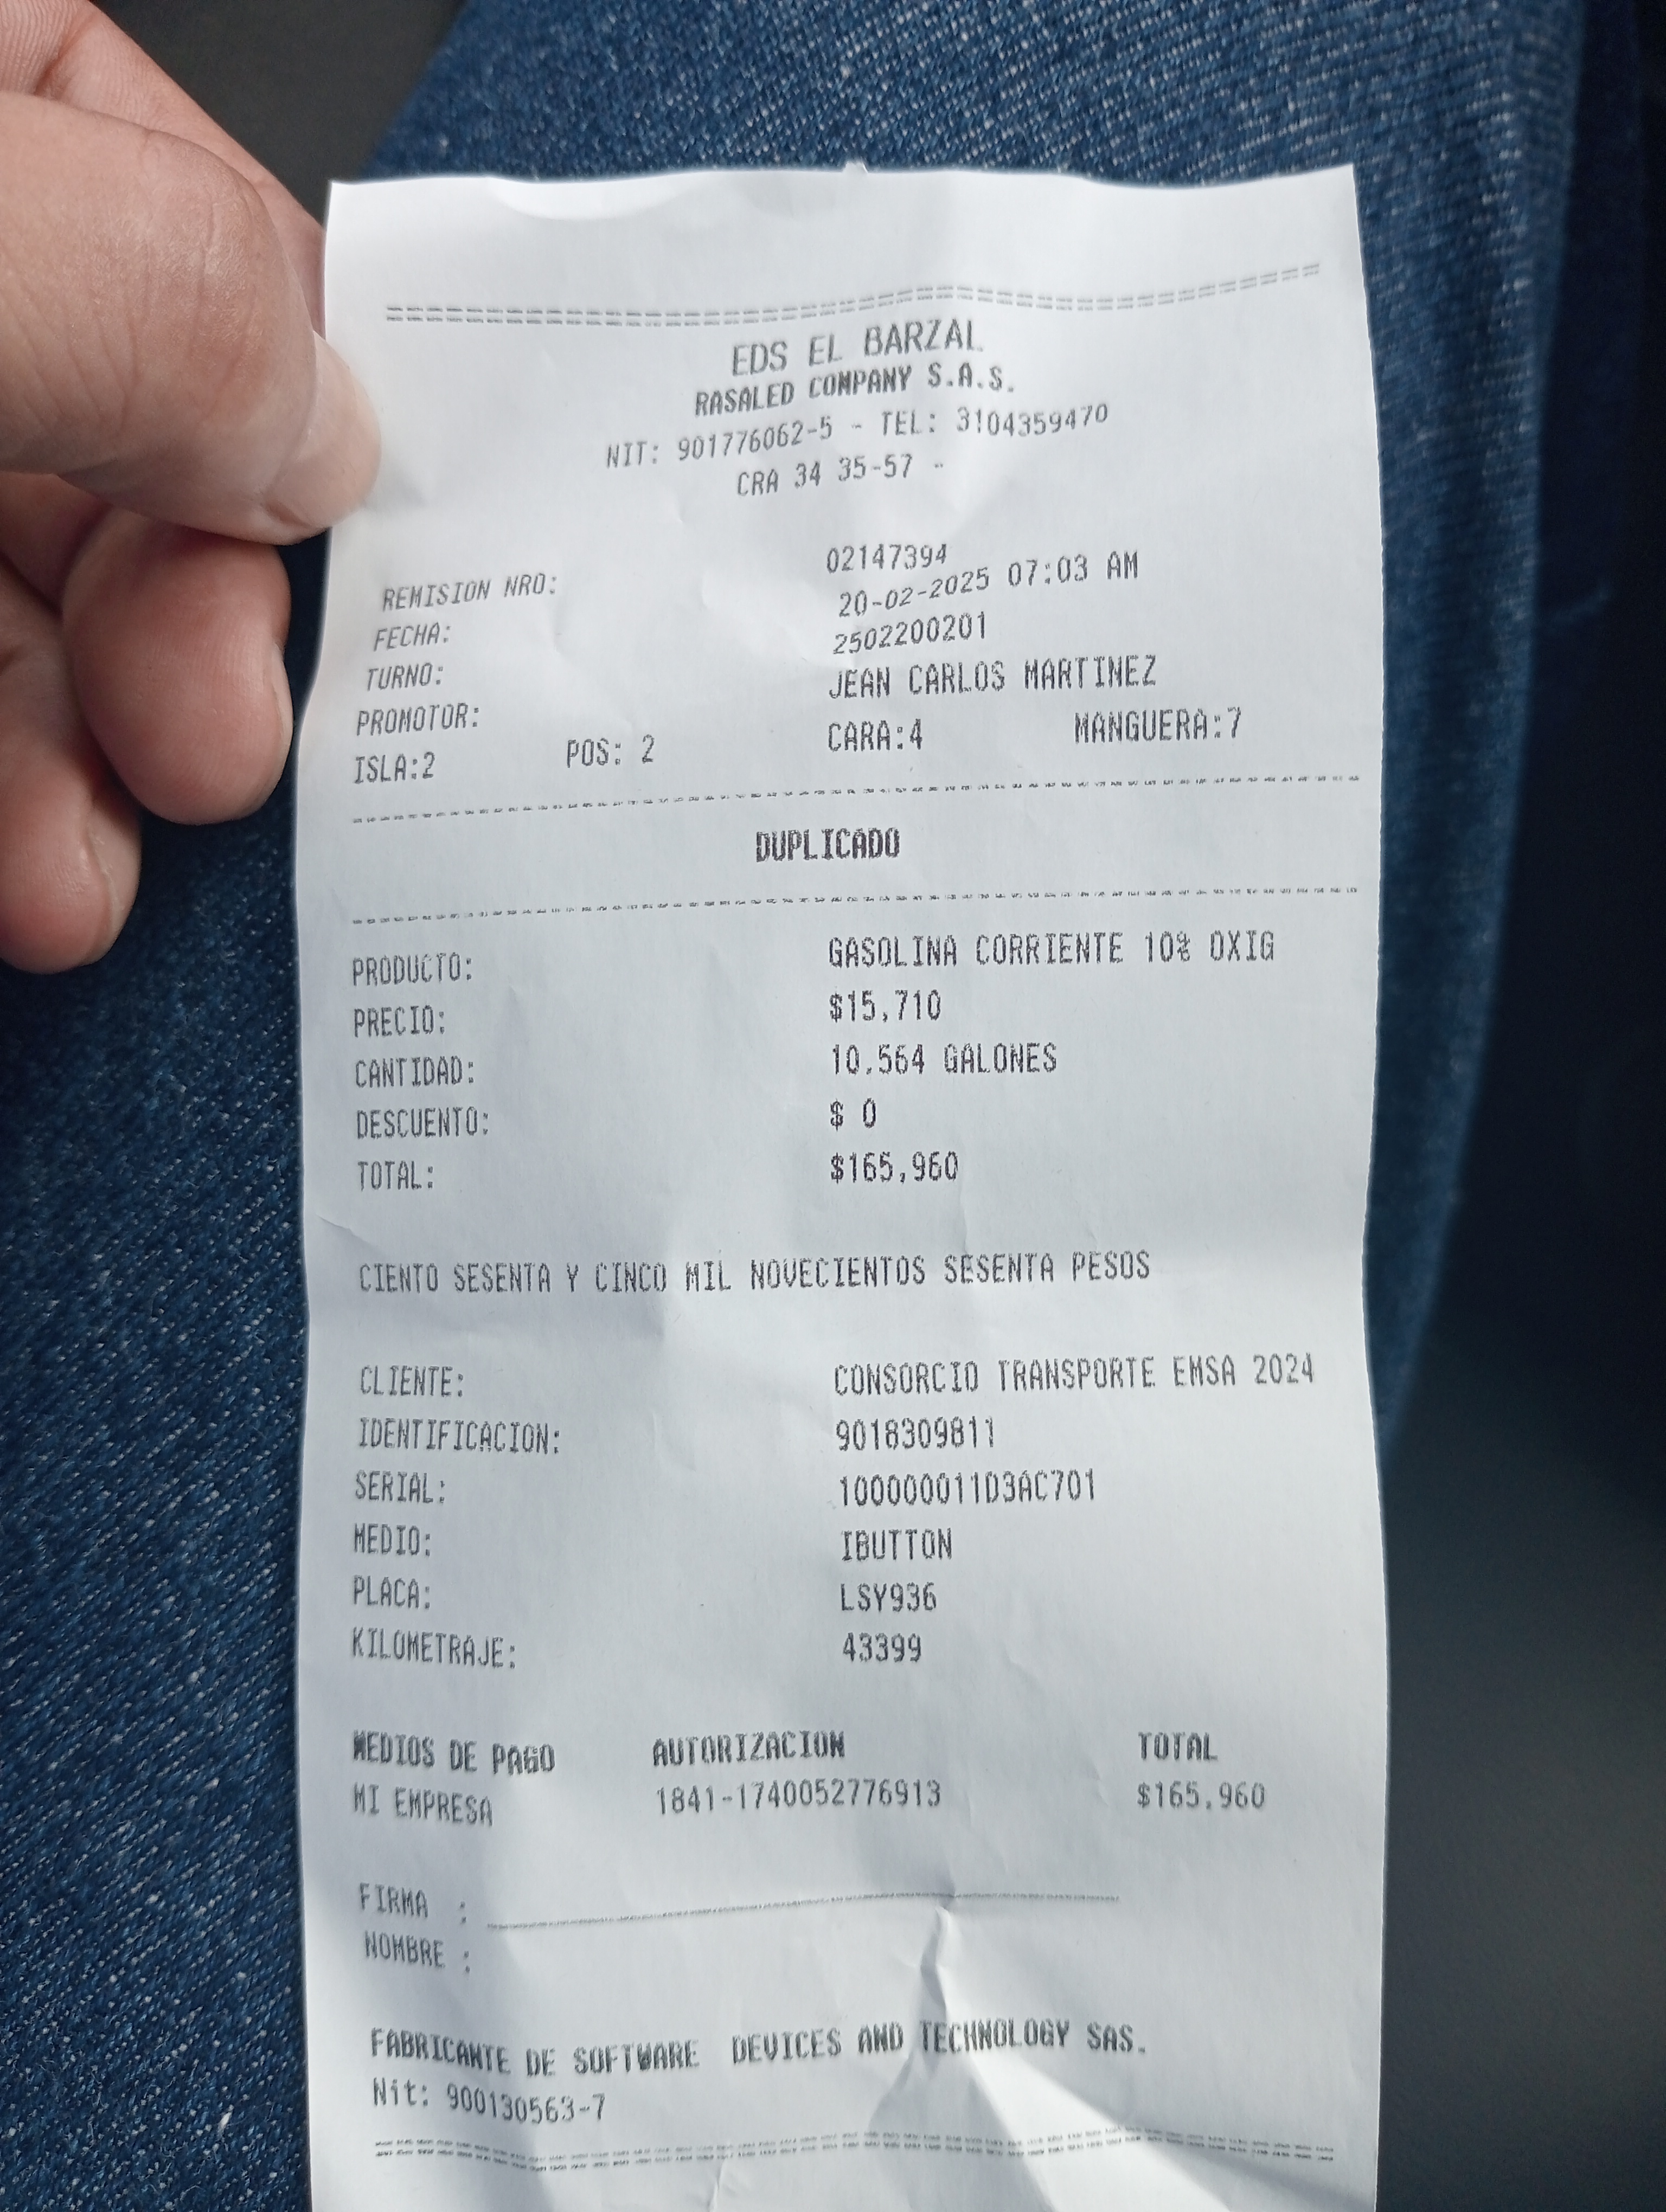 EDS EL BARZAL
RASALED COMPANY S.A.S.
NIT: 901776062-5 - TEL: 3104359470
CRA 34 35-57 -
REMISION NRO: 02147394
FECHA: 20-02-2025 07:03 AM
TURNO: 2502200201
PROMOTOR: JEAN CARLOS MARTINEZ
ISLA:2 POS: 2 CARA:4 MANGUERA:7
DUPLICADO
PRODUCTO: GASOLINA CORRIENTE 10% OXIG
PRECIO: $15,710
CANTIDAD: 10.564 GALONES
DESCUENTO: $ 0
TOTAL: $165,960
CIENTO SESENTA Y CINCO MIL NOVECIENTOS SESENTA PESOS
CLIENTE: CONSORCIO TRANSPORTE EMSA 2024
IDENTIFICACION: 9018309811
SERIAL: 100000011D3AC701
MEDIO: IBUTTON
PLACA: LSY936
KILOMETRAJE: 43399
MEDIOS DE PAGO AUTORIZACION TOTAL
MI EMPRESA 1841-1740052776913 $165,960
FIRMA :
NOMBRE :
FABRICANTE DE SOFTWARE DEVICES AND TECHNOLOGY SAS.
Nit: 900130563-7